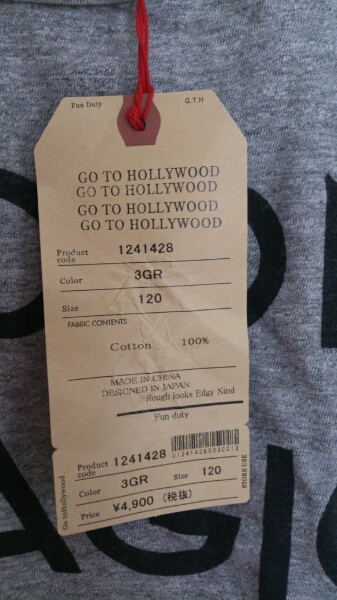 Fun Duty G.T.H
GO TO HOLLYWOOD
GO TO HOLLYWOOD
GO TO HOLLYWOOD
GO TO HOLLYWOOD
Product code 1241428
Color 3GR
Size 120
FABRIC CONTENTS
Cotton 100%
MADE IN CHINA
DESIGNED IN JAPAN
Rough looks Edgy Kind
Fun duty
Product code 1241428
012414280030012
Color 3GR Size 120
Price ¥4,900 (税抜)
Go to Hollywood
STORE USE
AGIC